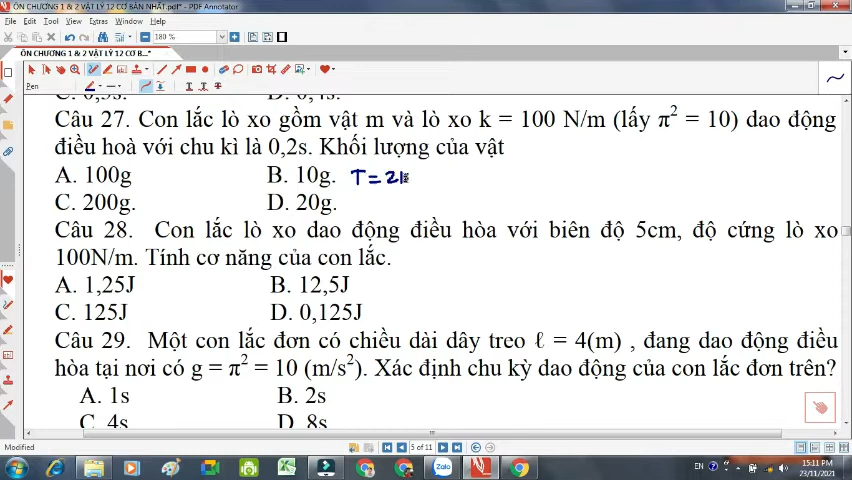 ÔN CHƯƠNG 1 & 2 VẬT LÝ 12 CƠ BẢN NHẤT.pdf* - PDF Annotator
File Edit Tool View Extras Window Help
180 %
ÔN CHƯƠNG 1 & 2 VẬT LÝ 12 CƠ B...*
Pen
C. 0,3s. D. 0,4s.
Câu 27. Con lắc lò xo gồm vật m và lò xo k = 100 N/m (lấy π² = 10) dao động
điều hoà với chu kì là 0,2s. Khối lượng của vật
A. 100g B. 10g. T = 2
C. 200g. D. 20g.
Câu 28. Con lắc lò xo dao động điều hòa với biên độ 5cm, độ cứng lò xo
100N/m. Tính cơ năng của con lắc.
A. 1,25J B. 12,5J
C. 125J D. 0,125J
Câu 29. Một con lắc đơn có chiều dài dây treo ℓ = 4(m) , đang dao động điều
hòa tại nơi có g = π² = 10 (m/s²). Xác định chu kỳ dao động của con lắc đơn trên?
A. 1s B. 2s
C. 4s D. 8s
Modified 5 of 11
Zalo EN 15:11 PM
23/11/2021